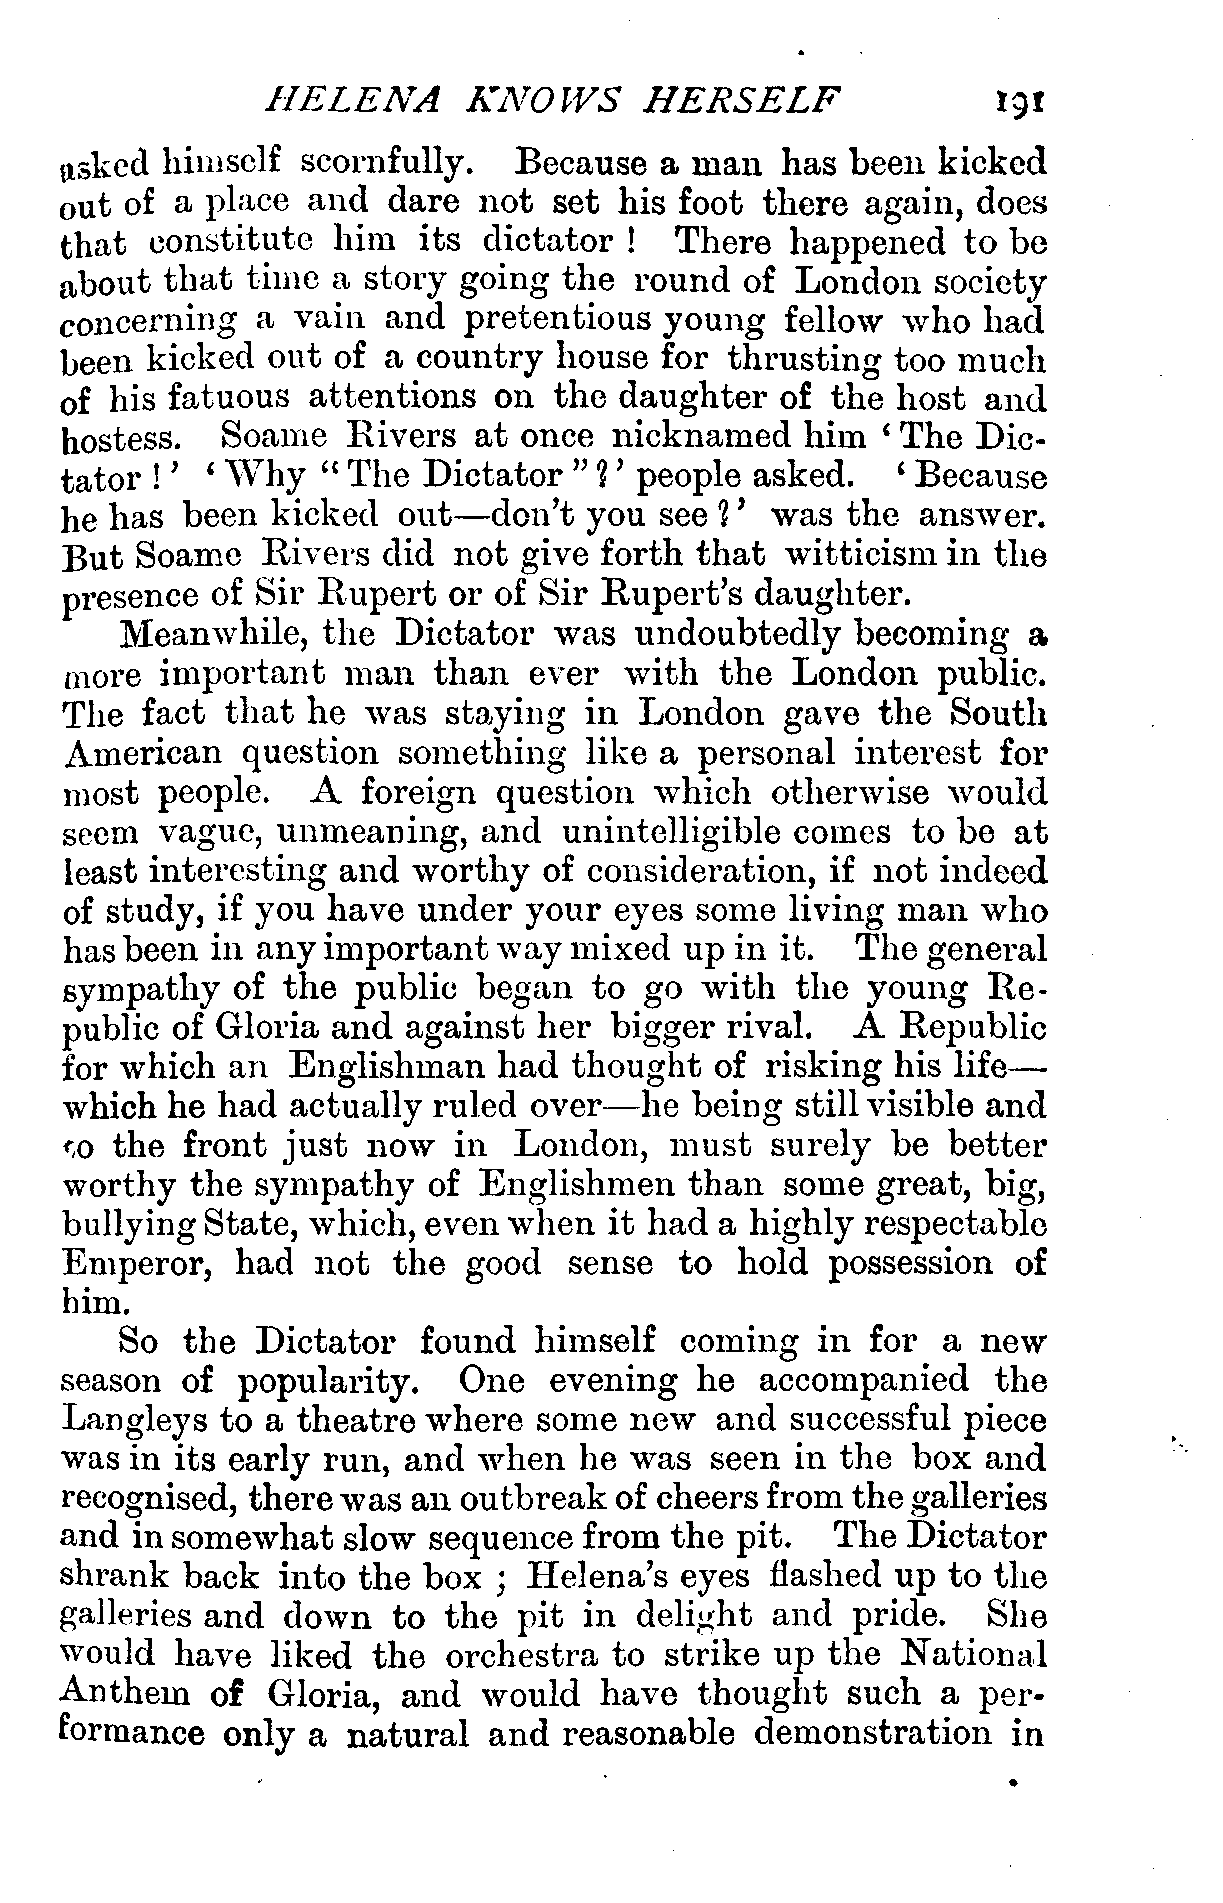 HELENA KNOWS HERSELF 191
asked himself scornfully. Because a man has been kicked
out of a place and dare not set his foot there again, does
that constitute him its dictator ! There happened to be
about that time a story going the round of London society
concerning a vain and pretentious young fellow who had
been kicked out of a country house for thrusting too much
of his fatuous attentions on the daughter of the host and
hostess. Soame Rivers at once nicknamed him ‘ The Dic-
tator ! ’ ‘ Why “ The Dictator ” ? ’ people asked. ‘ Because
he has been kicked out—don’t you see ? ’ was the answer.
But Soame Rivers did not give forth that witticism in the
presence of Sir Rupert or of Sir Rupert’s daughter.
Meanwhile, the Dictator was undoubtedly becoming a
more important man than ever with the London public.
The fact that he was staying in London gave the South
American question something like a personal interest for
most people. A foreign question which otherwise would
seem vague, unmeaning, and unintelligible comes to be at
least interesting and worthy of consideration, if not indeed
of study, if you have under your eyes some living man who
has been in any important way mixed up in it. The general
sympathy of the public began to go with the young Re-
public of Gloria and against her bigger rival. A Republic
for which an Englishman had thought of risking his life—
which he had actually ruled over—he being still visible and
to the front just now in London, must surely be better
worthy the sympathy of Englishmen than some great, big,
bullying State, which, even when it had a highly respectable
Emperor, had not the good sense to hold possession of
him.
So the Dictator found himself coming in for a new
season of popularity. One evening he accompanied the
Langleys to a theatre where some new and successful piece
was in its early run, and when he was seen in the box and
recognised, there was an outbreak of cheers from the galleries
and in somewhat slow sequence from the pit. The Dictator
shrank back into the box ; Helena’s eyes flashed up to the
galleries and down to the pit in delight and pride. She
would have liked the orchestra to strike up the National
Anthem of Gloria, and would have thought such a per-
formance only a natural and reasonable demonstration in